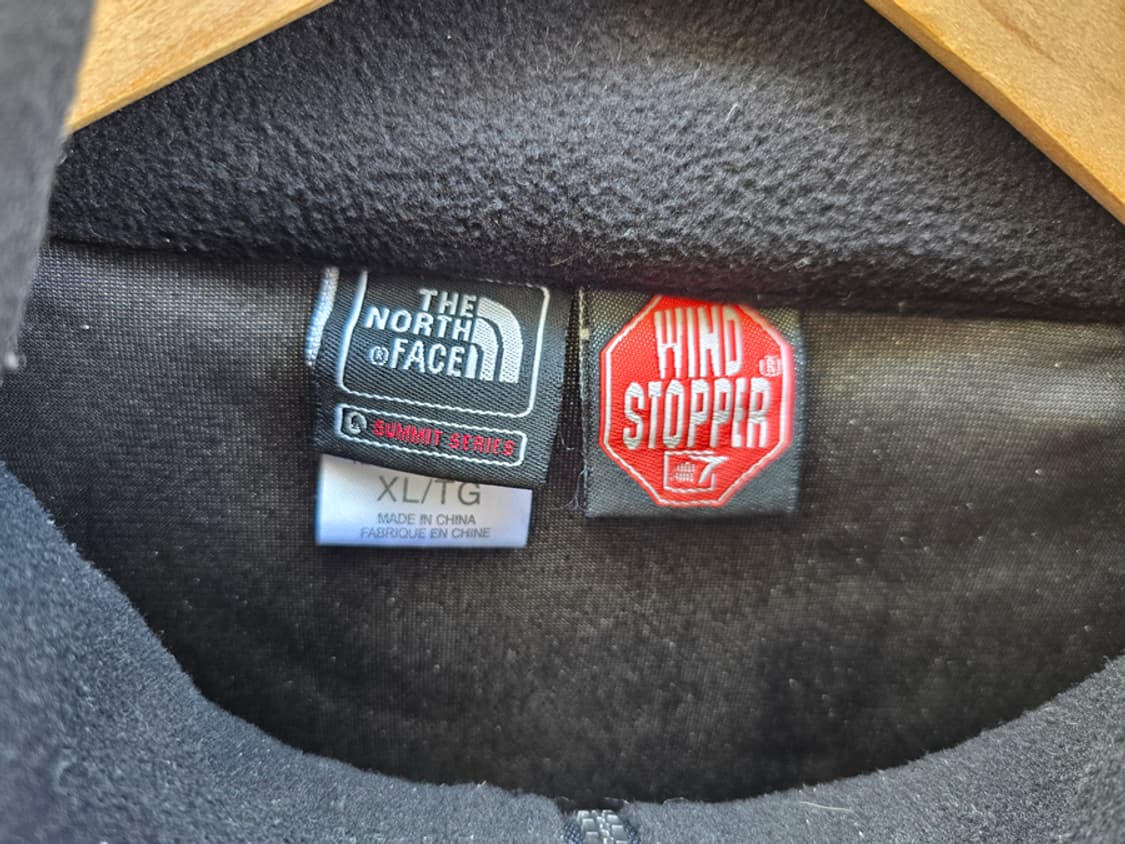 THE
NORTH
® FACE
SUMMIT SERIES
XL/TG
MADE IN CHINA
FABRIQUE EN CHINE
WIND
STOPPER®